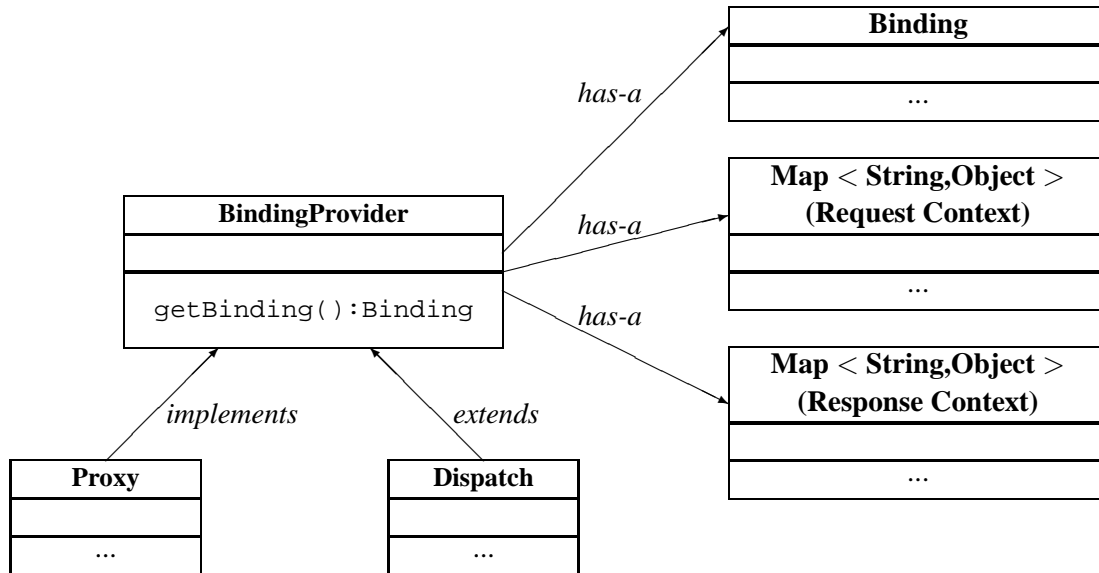 Binding
...
has-a
Map < String,Object >
(Request Context)
...
BindingProvider
getBinding():Binding
has-a
has-a
Map < String,Object >
(Response Context)
...
implements
extends
Proxy
...
Dispatch
...